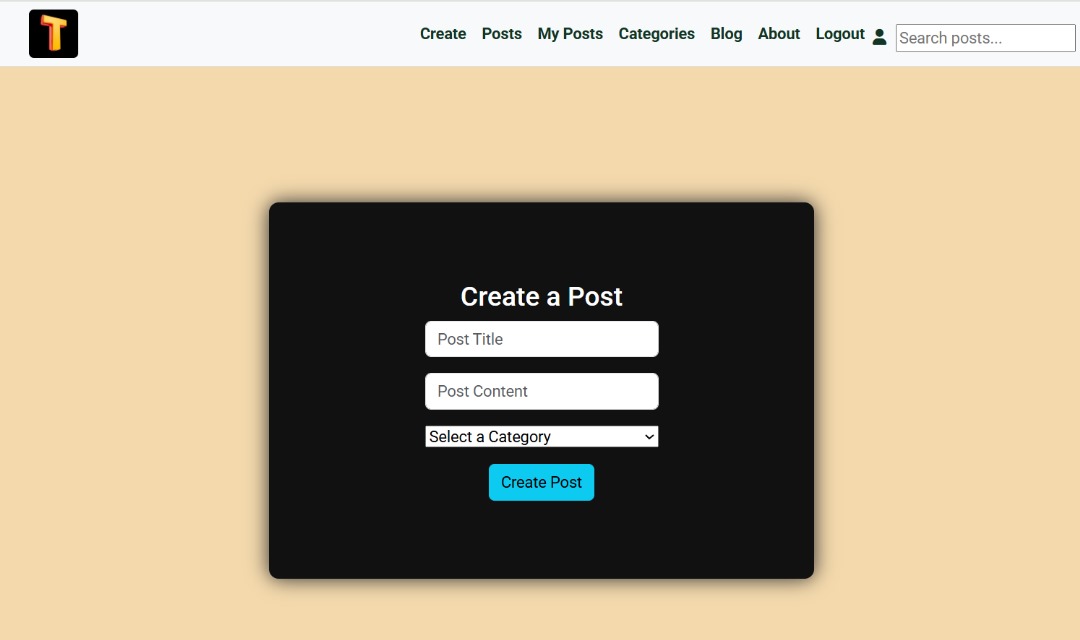 T
Create Posts My Posts Categories Blog About Logout Search posts...
Create a Post
Post Title
Post Content
Select a Category
Create Post